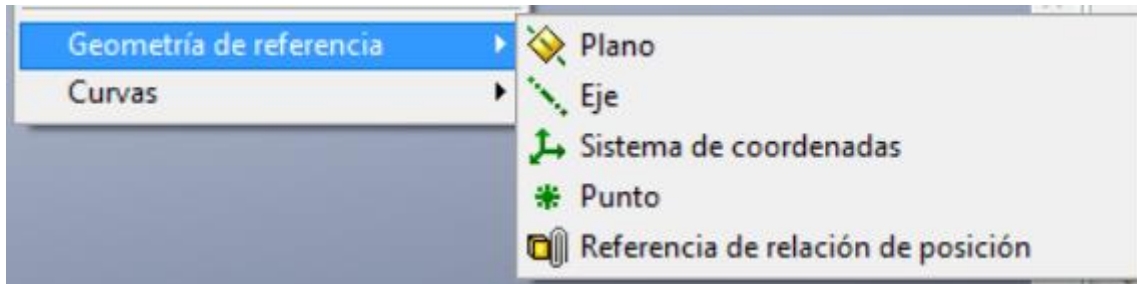 Geometría de referencia
Curvas
Plano
Eje
Sistema de coordenadas
Punto
Referencia de relación de posición